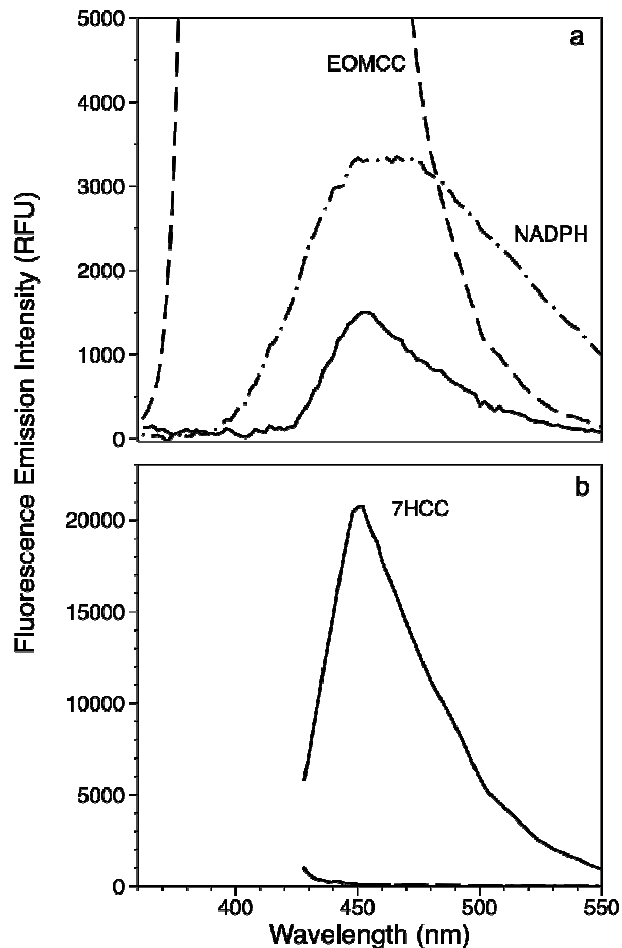 Fluorescence Emission Intensity (RFU)
5000
4000
3000
2000
1000
0
a
EOMCC
NADPH
20000
15000
10000
5000
0
b
7HCC
400
450
500
550
Wavelength (nm)